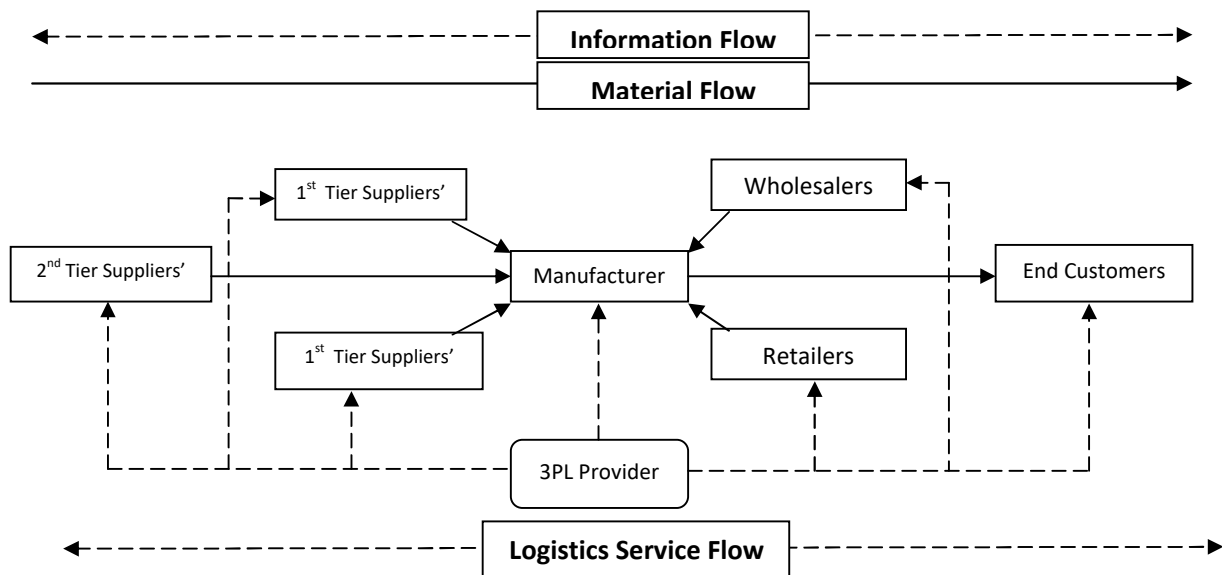 Information Flow
Material Flow
1st Tier Suppliers’
Wholesalers
2nd Tier Suppliers’
Manufacturer
End Customers
1st Tier Suppliers’
Retailers
3PL Provider
Logistics Service Flow